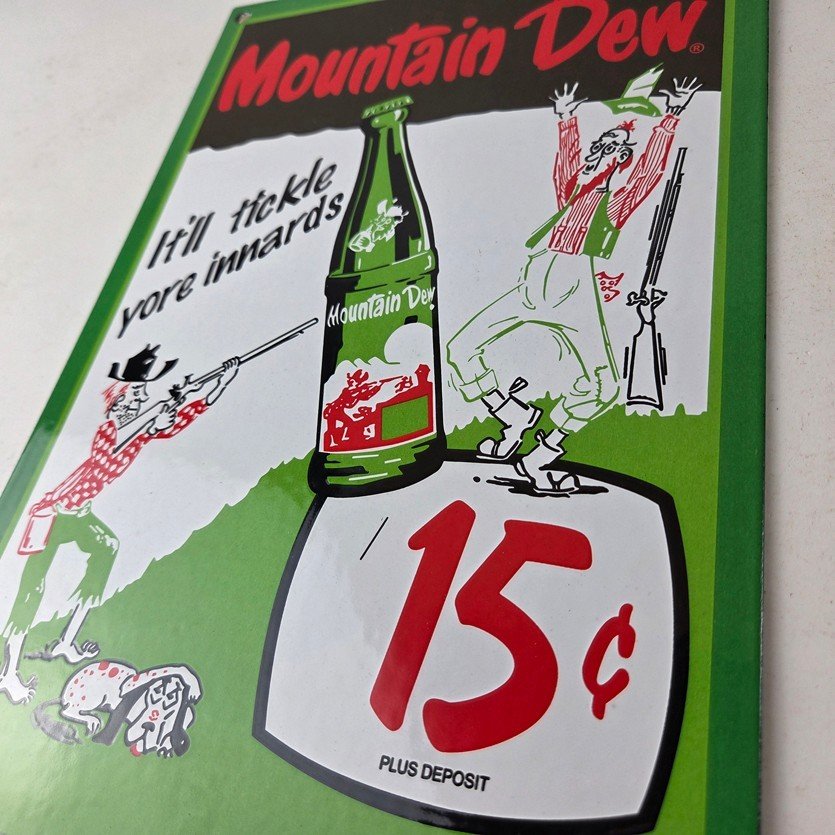 Mountain Dew®
It'll tickle
yore innards
Mountain Dew
15¢
PLUS DEPOSIT